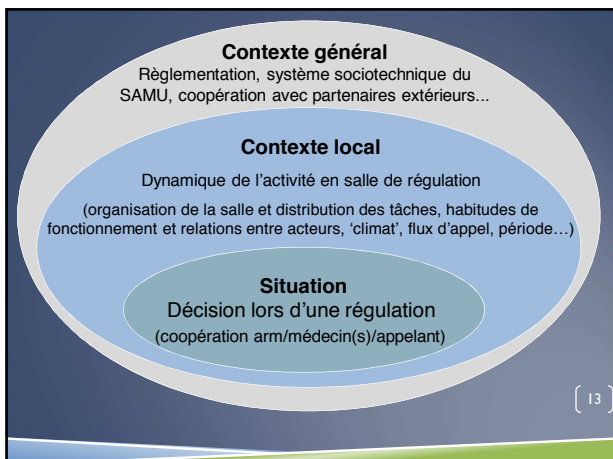 Contexte général
Règlementation, système sociotechnique du
SAMU, coopération avec partenaires extérieurs...
Contexte local
Dynamique de l’activité en salle de régulation
(organisation de la salle et distribution des tâches, habitudes de
fonctionnement et relations entre acteurs, ‘climat’, flux d’appel, période…)
Situation
Décision lors d’une régulation
(coopération arm/médecin(s)/appelant)
[ 13 ]